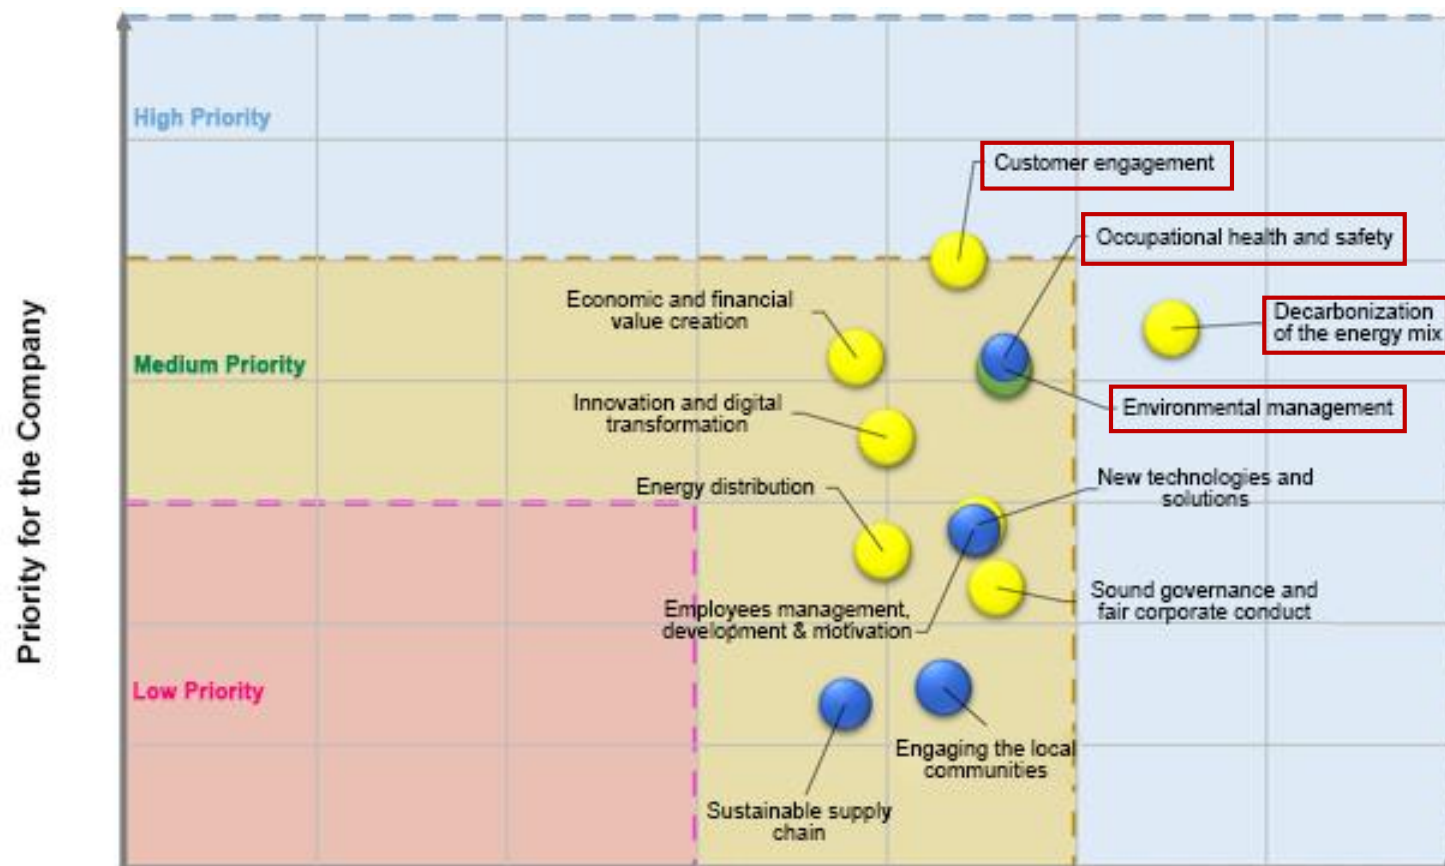 Priority for the Company
High Priority
Customer engagement
Occupational health and safety
Economic and financial
value creation
Decarbonization
of the energy mix
Medium Priority
Innovation and digital
transformation
Environmental management
Energy distribution
New technologies and
solutions
Sound governance and
fair corporate conduct
Employees management,
development & motivation
Low Priority
Engaging the local
communities
Sustainable supply
chain